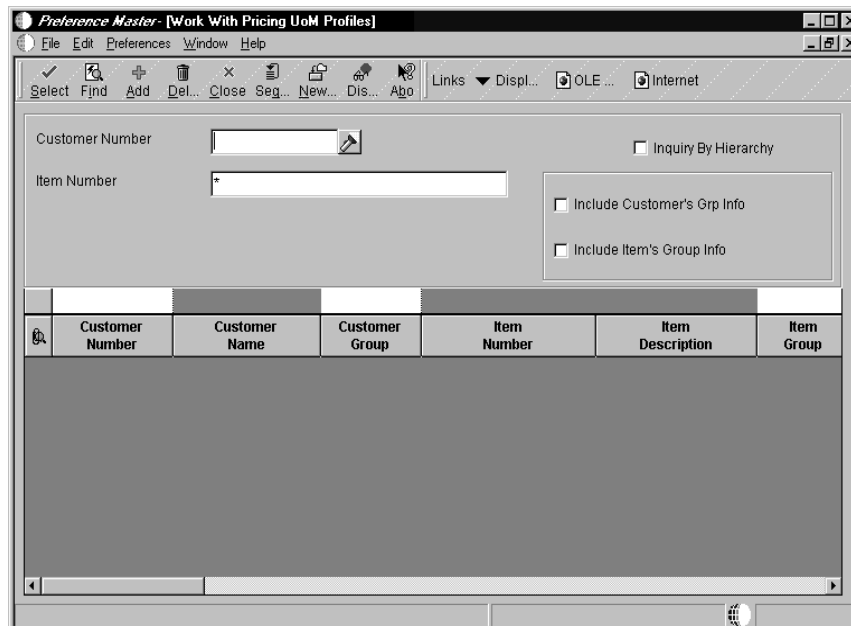 Preference Master - [Work With Pricing UoM Profiles]
File Edit Preferences Window Help
Select Find Add Del... Close Seq... New... Dis... Abo Links Displ... OLE ... Internet
Customer Number
Inquiry By Hierarchy
Item Number *
Include Customer's Grp Info
Include Item's Group Info
Customer Number Customer Name Customer Group Item Number Item Description Item Group